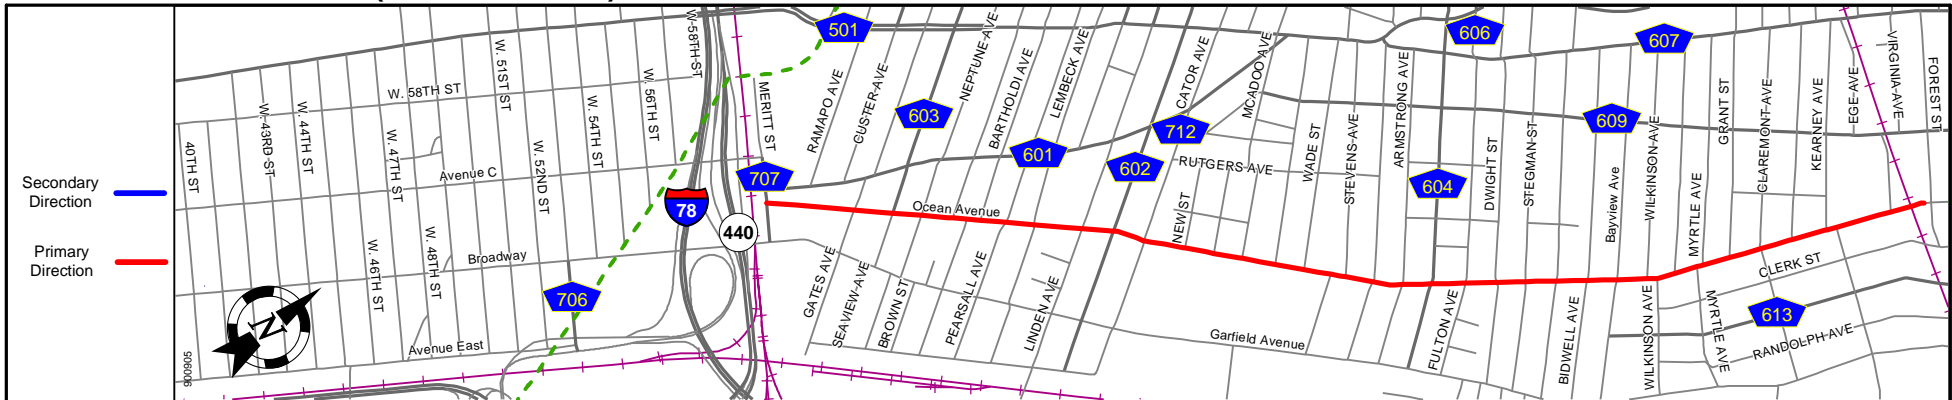 Secondary
Direction
Primary
Direction
40TH ST
W. 43RD ST
W. 44TH ST
W. 46TH ST
W. 47TH ST
W. 48TH ST
W. 51ST ST
W. 52ND ST
W. 54TH ST
W. 56TH ST
W. 58TH ST
W 58TH ST
Avenue C
Broadway
Avenue East
900905
N
706
78
440
MERITT ST
707
501
RAMAPO AVE
CUSTER AVE
603
NEPTUNE AVE
BARTHOLDI AVE
LEMBECK AVE
601
602
712
CATOR AVE
MCADOO AVE
RUTGERS AVE
NEW ST
Ocean Avenue
GATES AVE
SEAVIEW AVE
BROWN ST
PEARSALL AVE
LINDEN AVE
Garfield Avenue
WADE ST
STEVENS AVE
ARMSTRONG AVE
604
606
607
609
DWIGHT ST
STEGMAN ST
Bayview Ave
WILKINSON AVE
MYRTLE AVE
GRANT ST
CLAREMONT AVE
KEARNEY AVE
EGE AVE
VIRGINIA AVE
FOREST ST
FULTON AVE
BIDWELL AVE
WILKINSON AVE
MYRTLE AVE
CLERK ST
613
RANDOLPH AVE